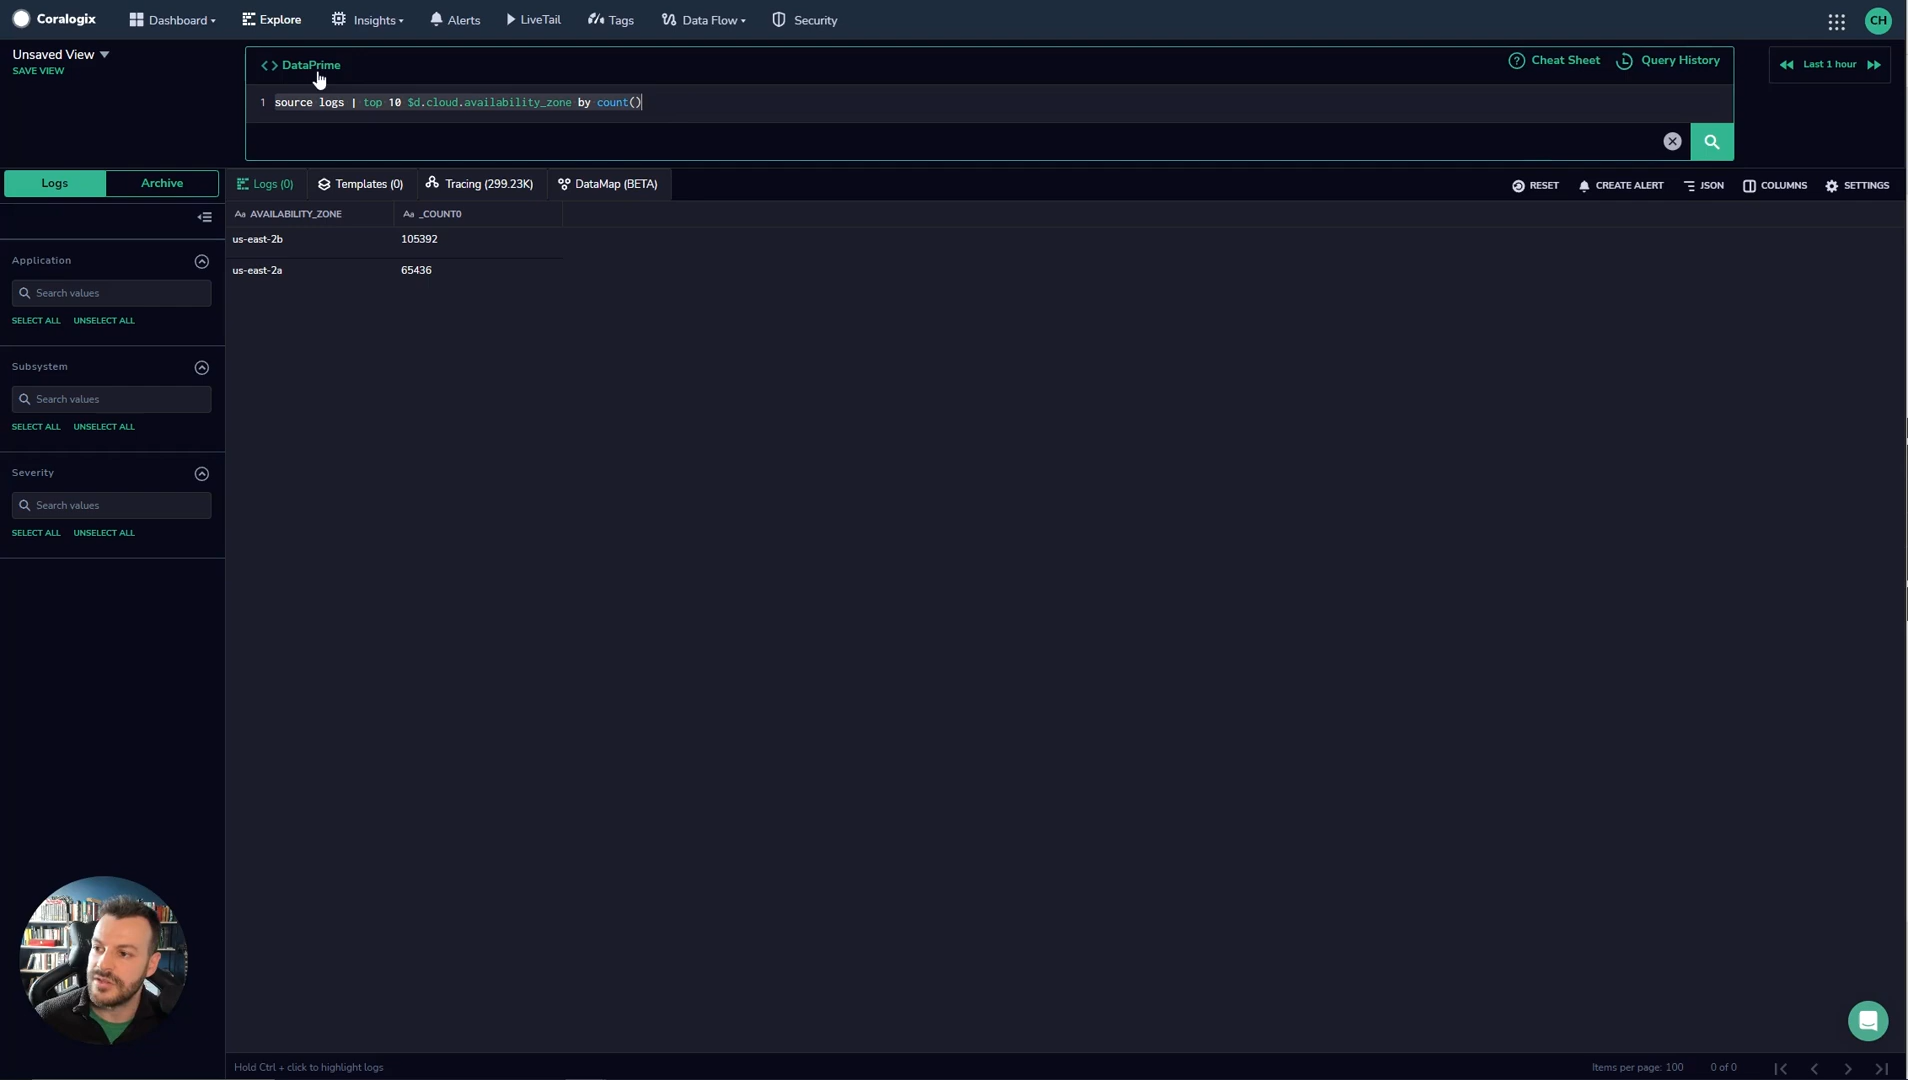 Coralogix Dashboard Explore Insights Alerts LiveTail Tags Data Flow Security CH
Unsaved View
SAVE VIEW
DataPrime
Cheat Sheet Query History
Last 1 hour
1 source logs | top 10 $d.cloud.availability_zone by count()
Logs Archive
Logs (0) Templates (0) Tracing (299.23K) DataMap (BETA)
RESET CREATE ALERT JSON COLUMNS SETTINGS
Aa AVAILABILITY_ZONE Aa _COUNT0
us-east-2b 105392
us-east-2a 65436
Application
Search values
SELECT ALL UNSELECT ALL
Subsystem
Search values
SELECT ALL UNSELECT ALL
Severity
Search values
SELECT ALL UNSELECT ALL
Hold Ctrl + click to highlight logs
Items per page: 100 0 of 0